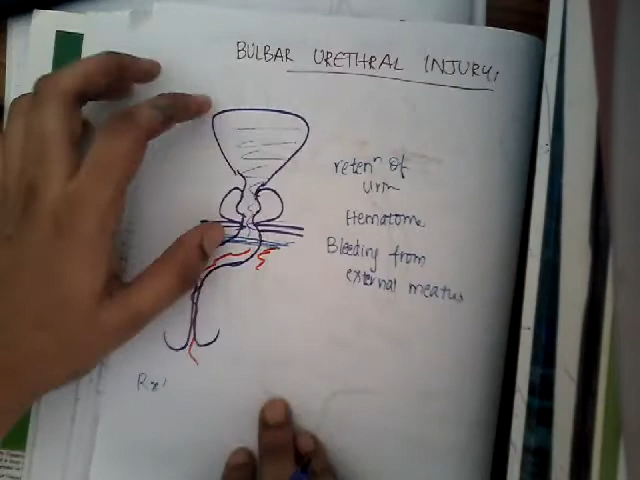 BULBAR URETHRAL INJURY,
retenⁿ of
urin
Hematoma
Bleeding from
external meatus
Rx,